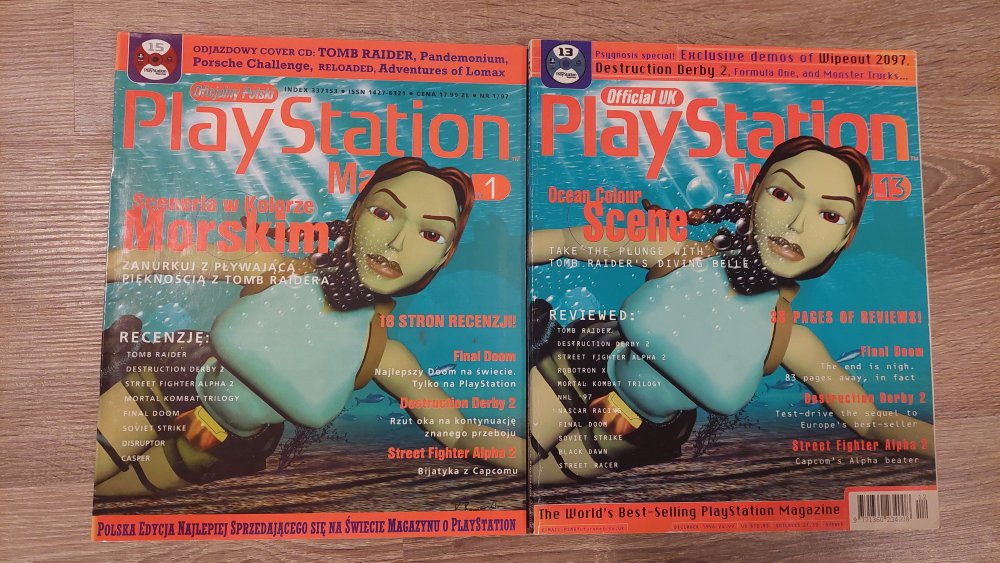 15
PlayStation
ODJAZDOWY COVER CD: TOMB RAIDER, Pandemonium,
Porsche Challenge, RELOADED, Adventures of Lomax
Oficjalny Polski
INDEX 337153 ● ISSN 1427-6321 ● CENA 17.99 ZŁ ● NR 1/97
PlayStation
TM
1
Sceneria w Kolorze
Morskim
ZANURKUJ Z PŁYWAJĄCĄ
PIĘKNOŚCIĄ Z TOMB RAIDERA.
18 STRON RECENZJI!
RECENZJE:
TOMB RAIDER
DESTRUCTION DERBY 2
STREET FIGHTER ALPHA 2
MORTAL KOMBAT TRILOGY
FINAL DOOM
SOVIET STRIKE
DISRUPTOR
CASPER
Final Doom
Najlepszy Doom na świecie.
Tylko na PlayStation
Destruction Derby 2
Rzut oka na kontynuację
znanego przeboju
Street Fighter Alpha 2
Bijatyka z Capcomu
POLSKA EDYCJA NAJLEPIEJ SPRZEDAJĄCEGO SIĘ NA ŚWIECIE MAGAZYNU O PLAYSTATION
13
PlayStation
Psygnosis special! Exclusive demos of Wipeout 2097,
Destruction Derby 2, Formula One, and Monster Trucks...
Official UK
PlayStation
TM
13
Ocean Colour
Scene
TAKE THE PLUNGE WITH
TOMB RAIDER'S DIVING BELLE
PAGES OF REVIEWS!
REVIEWED:
TOMB RAIDER
DESTRUCTION DERBY 2
STREET FIGHTER ALPHA 2
ROBOTRON X
MORTAL KOMBAT TRILOGY
NHL '97
NASCAR RACING
FINAL DOOM
SOVIET STRIKE
BLACK DAWN
STREET RACER
Final Doom
The end is nigh.
83 pages away, in fact
Destruction Derby 2
Test-drive the sequel to
Europe's best-seller
Street Fighter Alpha 2
Capcom's Alpha beater
The World's Best-Selling PlayStation Magazine